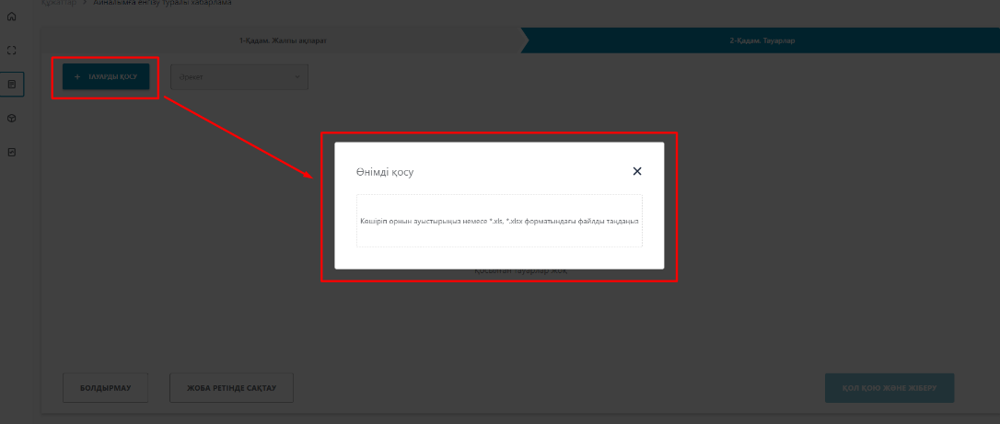 Құжаттар > Айналымға енгізу туралы хабарлама
1-Қадам. Жалпы ақпарат
2-Қадам. Тауарлар
+ ТАУАРДЫ ҚОСУ
Әрекет
Өнімді қосу
Көшіріп орнын ауыстырыңыз немесе *.xls, *.xlsx форматындағы файлды таңдаңыз
Қосылған тауарлар жоқ
БОЛДЫРМАУ
ЖОБА РЕТІНДЕ САҚТАУ
ҚОЛ ҚОЮ ЖӘНЕ ЖІБЕРУ